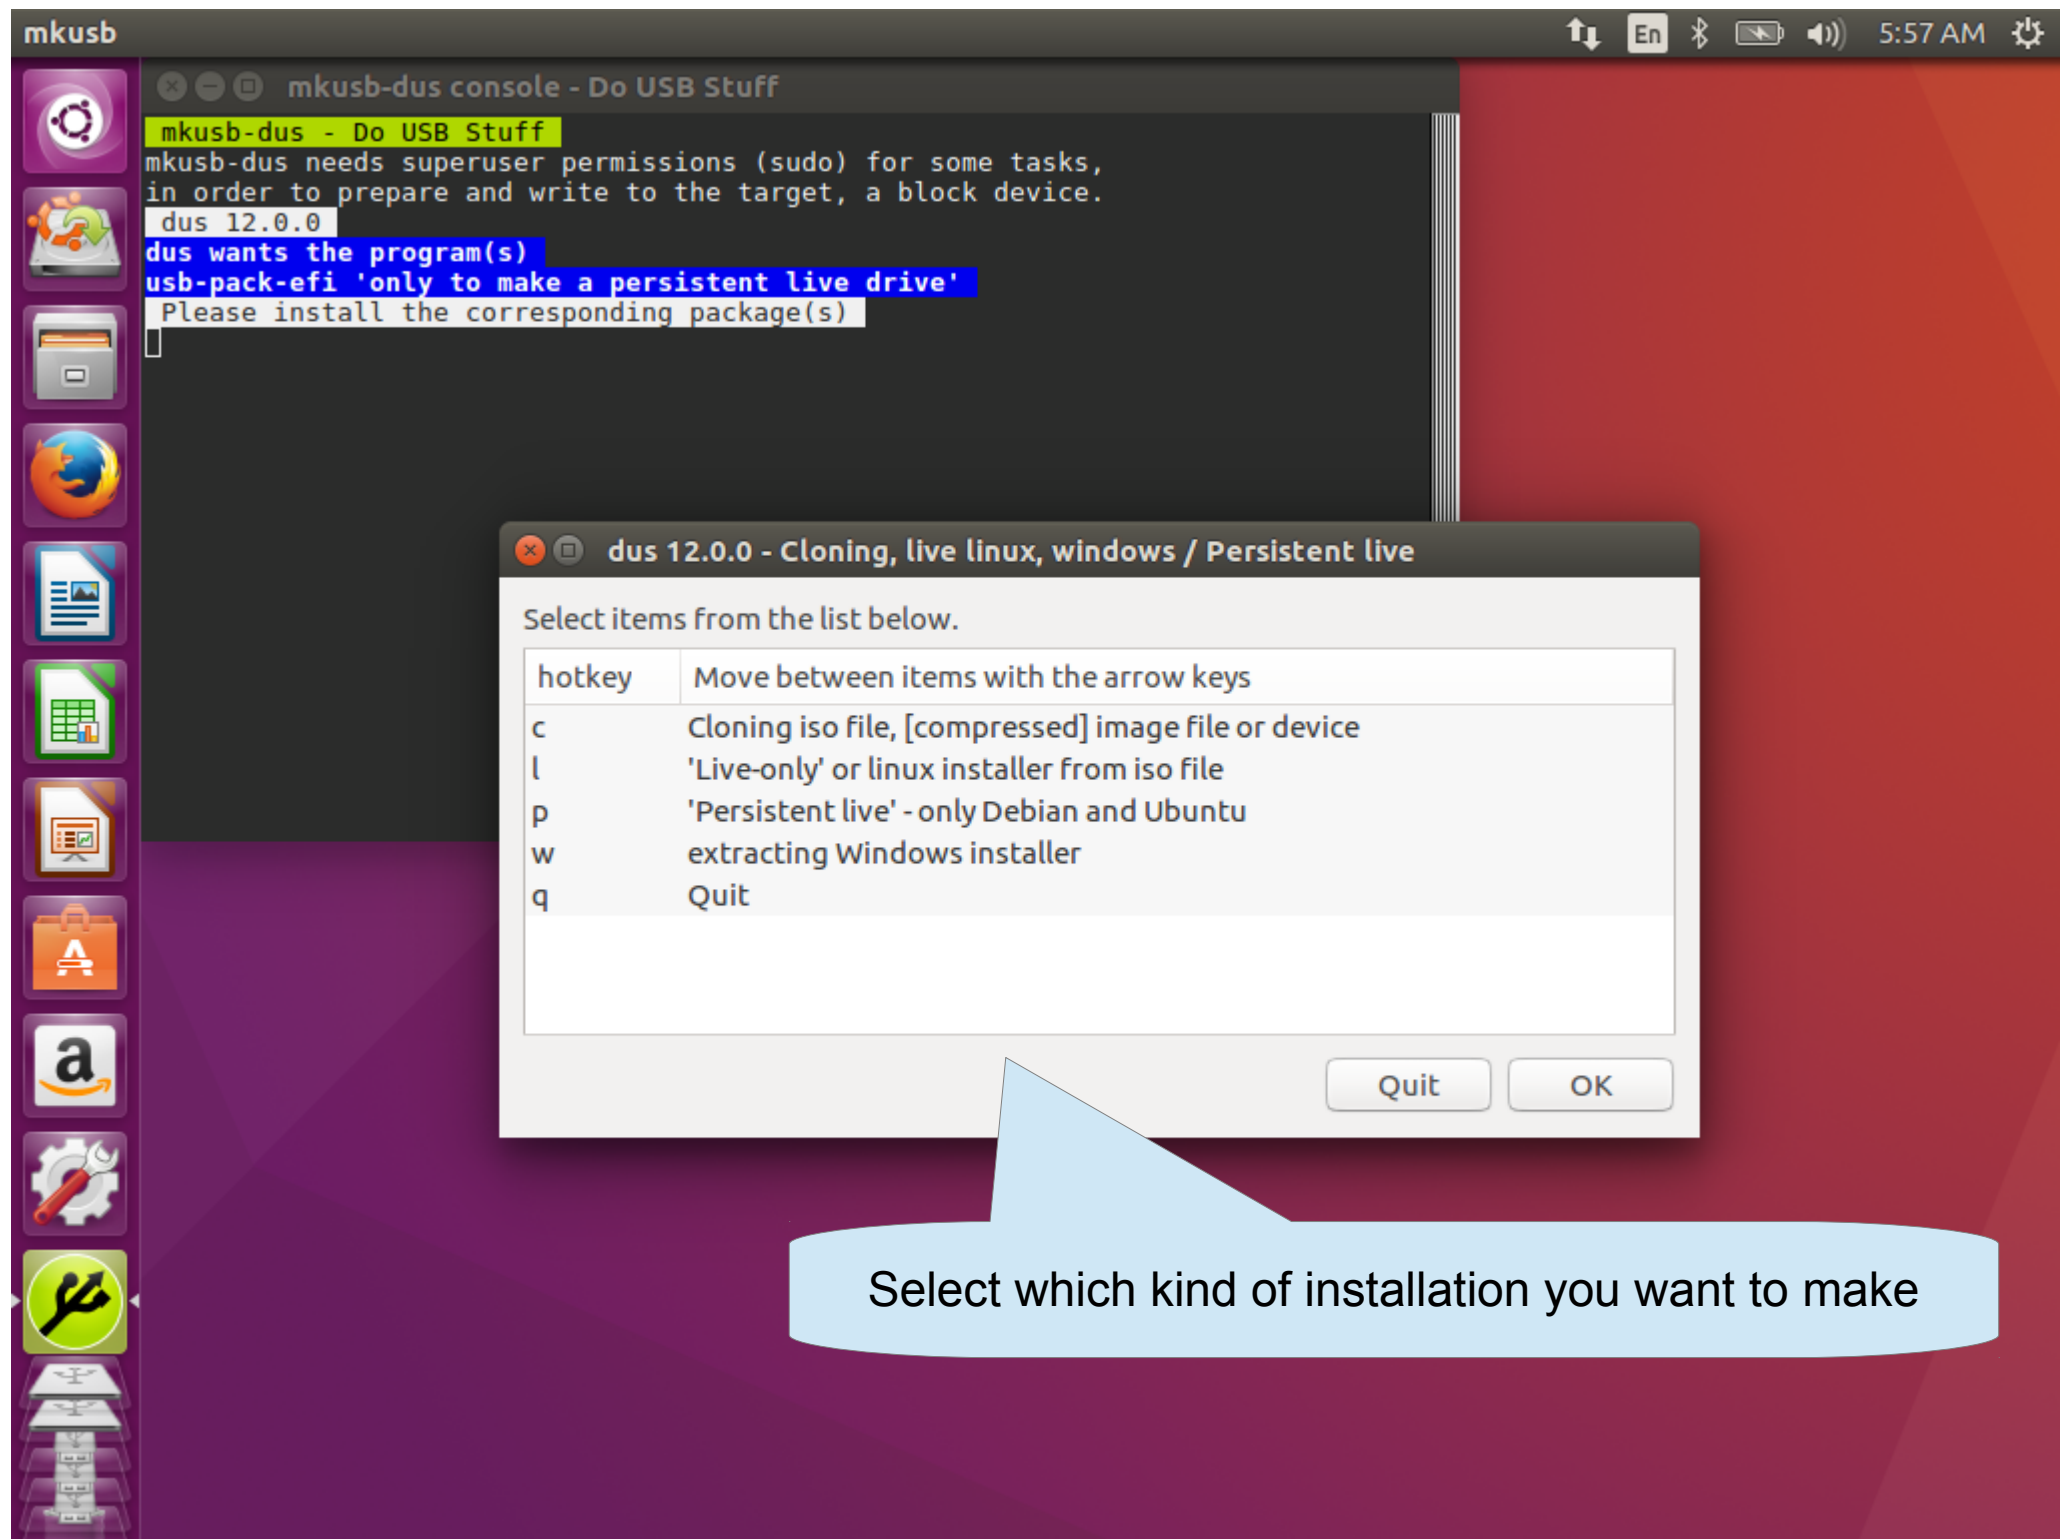 mkusb
En
5:57 AM
mkusb-dus console - Do USB Stuff
mkusb-dus - Do USB Stuff
mkusb-dus needs superuser permissions (sudo) for some tasks,
in order to prepare and write to the target, a block device.
dus 12.0.0
dus wants the program(s)
usb-pack-efi 'only to make a persistent live drive'
Please install the corresponding package(s)
dus 12.0.0 - Cloning, live linux, windows / Persistent live
Select items from the list below.
hotkey Move between items with the arrow keys
c Cloning iso file, [compressed] image file or device
l 'Live-only' or linux installer from iso file
p 'Persistent live' - only Debian and Ubuntu
w extracting Windows installer
q Quit
Quit OK
Select which kind of installation you want to make